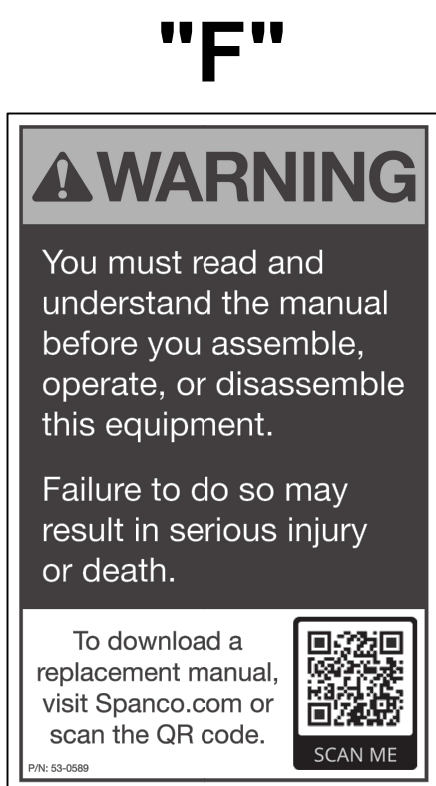 "F"
WARNING
You must read and
understand the manual
before you assemble,
operate, or disassemble
this equipment.
Failure to do so may
result in serious injury
or death.
To download a
replacement manual,
visit Spanco.com or
scan the QR code.
P/N: 53-0589
SCAN ME